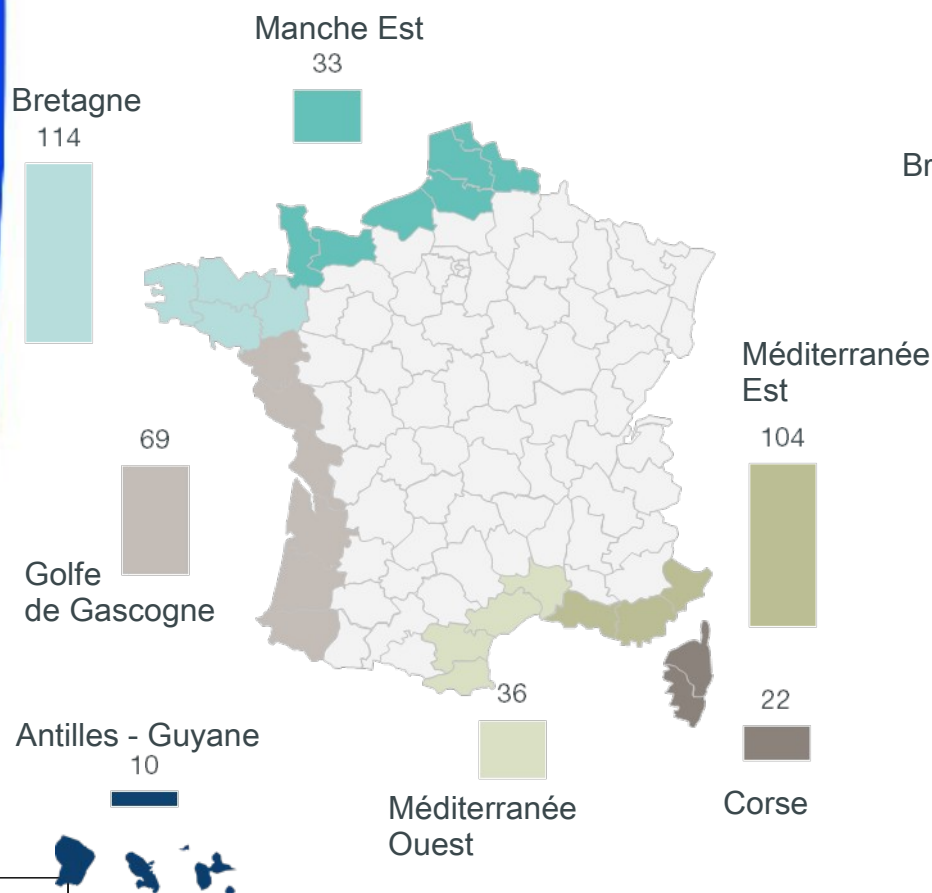 Manche Est
33
Bretagne
114
Br
Méditerranée
Est
104
69
Golfe
de Gascogne
36
Méditerranée
Ouest
22
Corse
Antilles - Guyane
10